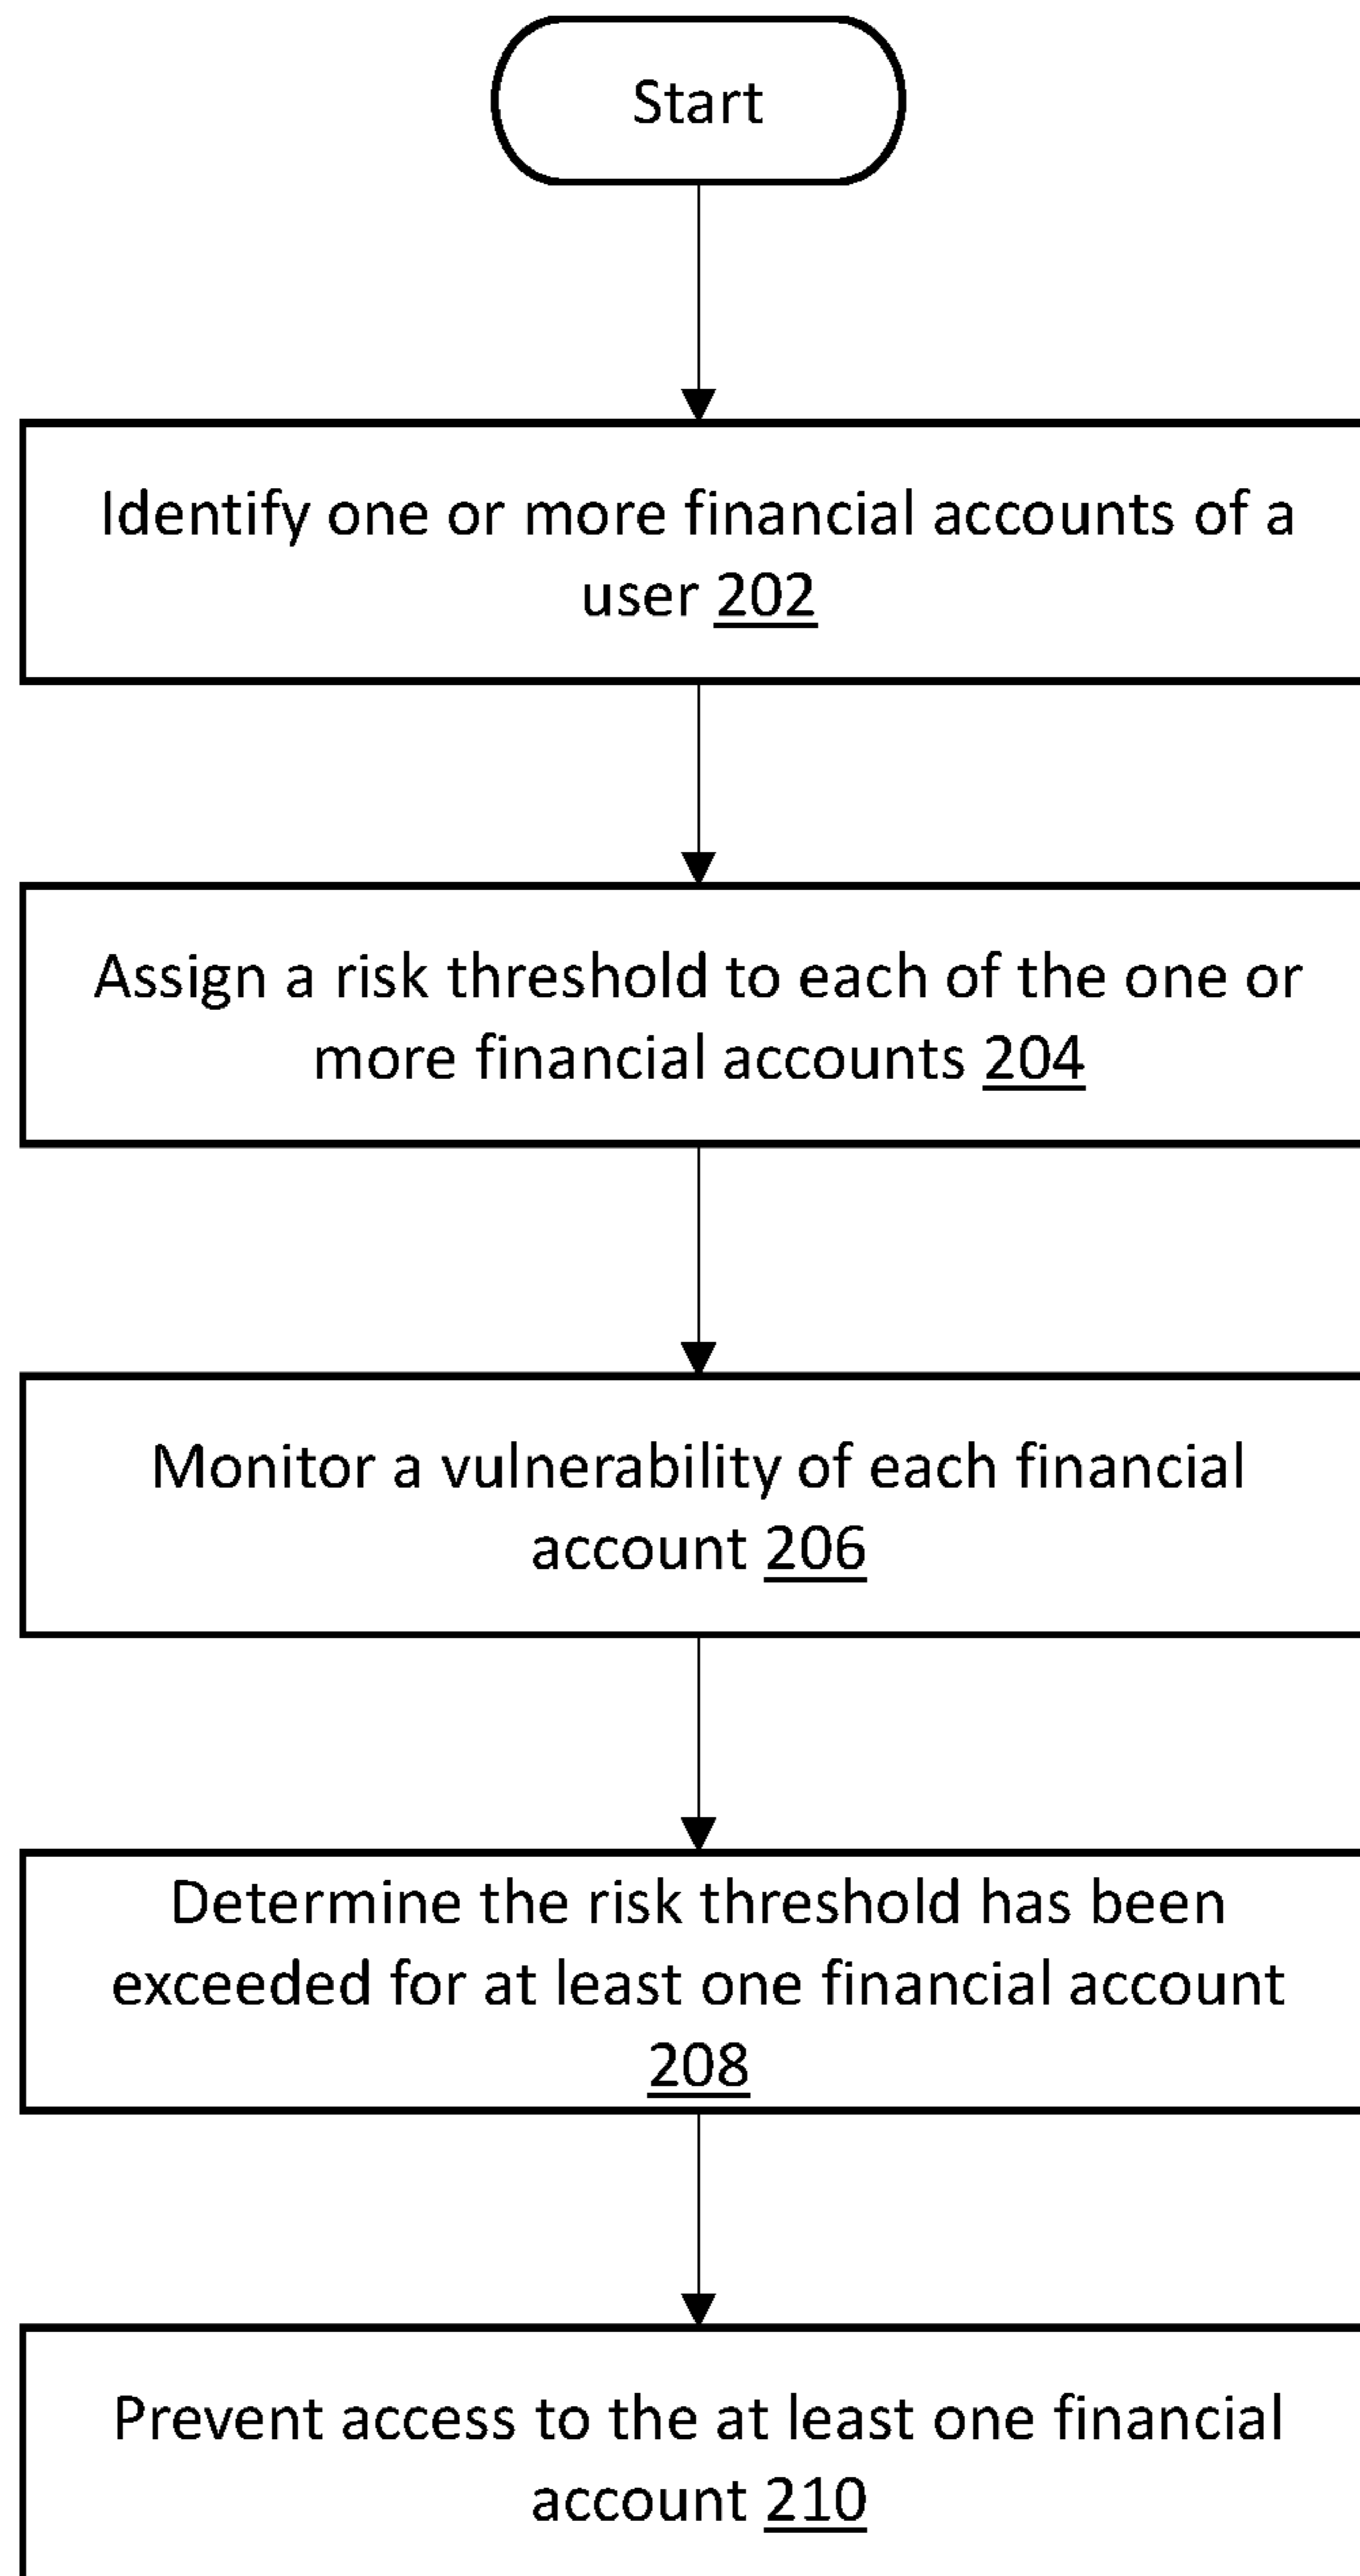 Start
Identify one or more financial accounts of a
user 202
Assign a risk threshold to each of the one or
more financial accounts 204
Monitor a vulnerability of each financial
account 206
Determine the risk threshold has been
exceeded for at least one financial account
208
Prevent access to the at least one financial
account 210